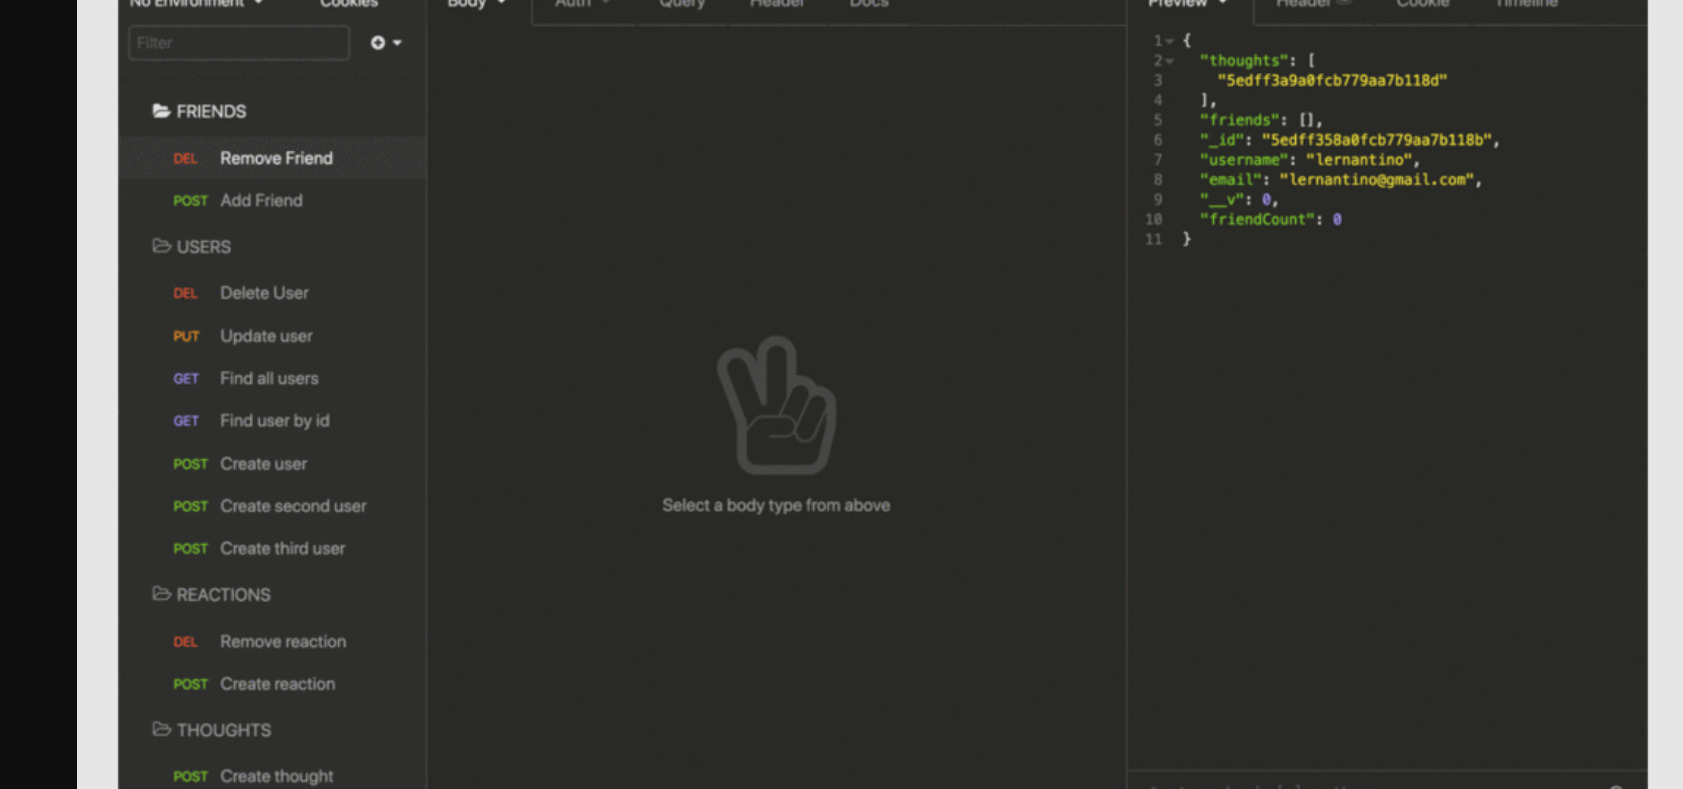 No Environment
Cookies
Filter
FRIENDS
DEL Remove Friend
POST Add Friend
USERS
DEL Delete User
PUT Update user
GET Find all users
GET Find user by id
POST Create user
POST Create second user
POST Create third user
REACTIONS
DEL Remove reaction
POST Create reaction
THOUGHTS
POST Create thought
Body
Auth
Query
Header
Docs
Select a body type from above
Preview
Header
Cookie
Timeline
1 {
2 "thoughts": [
3 "5edff3a9a0fcb779aa7b118d"
4 ],
5 "friends": [],
6 "_id": "5edff358a0fcb779aa7b118b",
7 "username": "lernantino",
8 "email": "lernantino@gmail.com",
9 "__v": 0,
10 "friendCount": 0
11 }